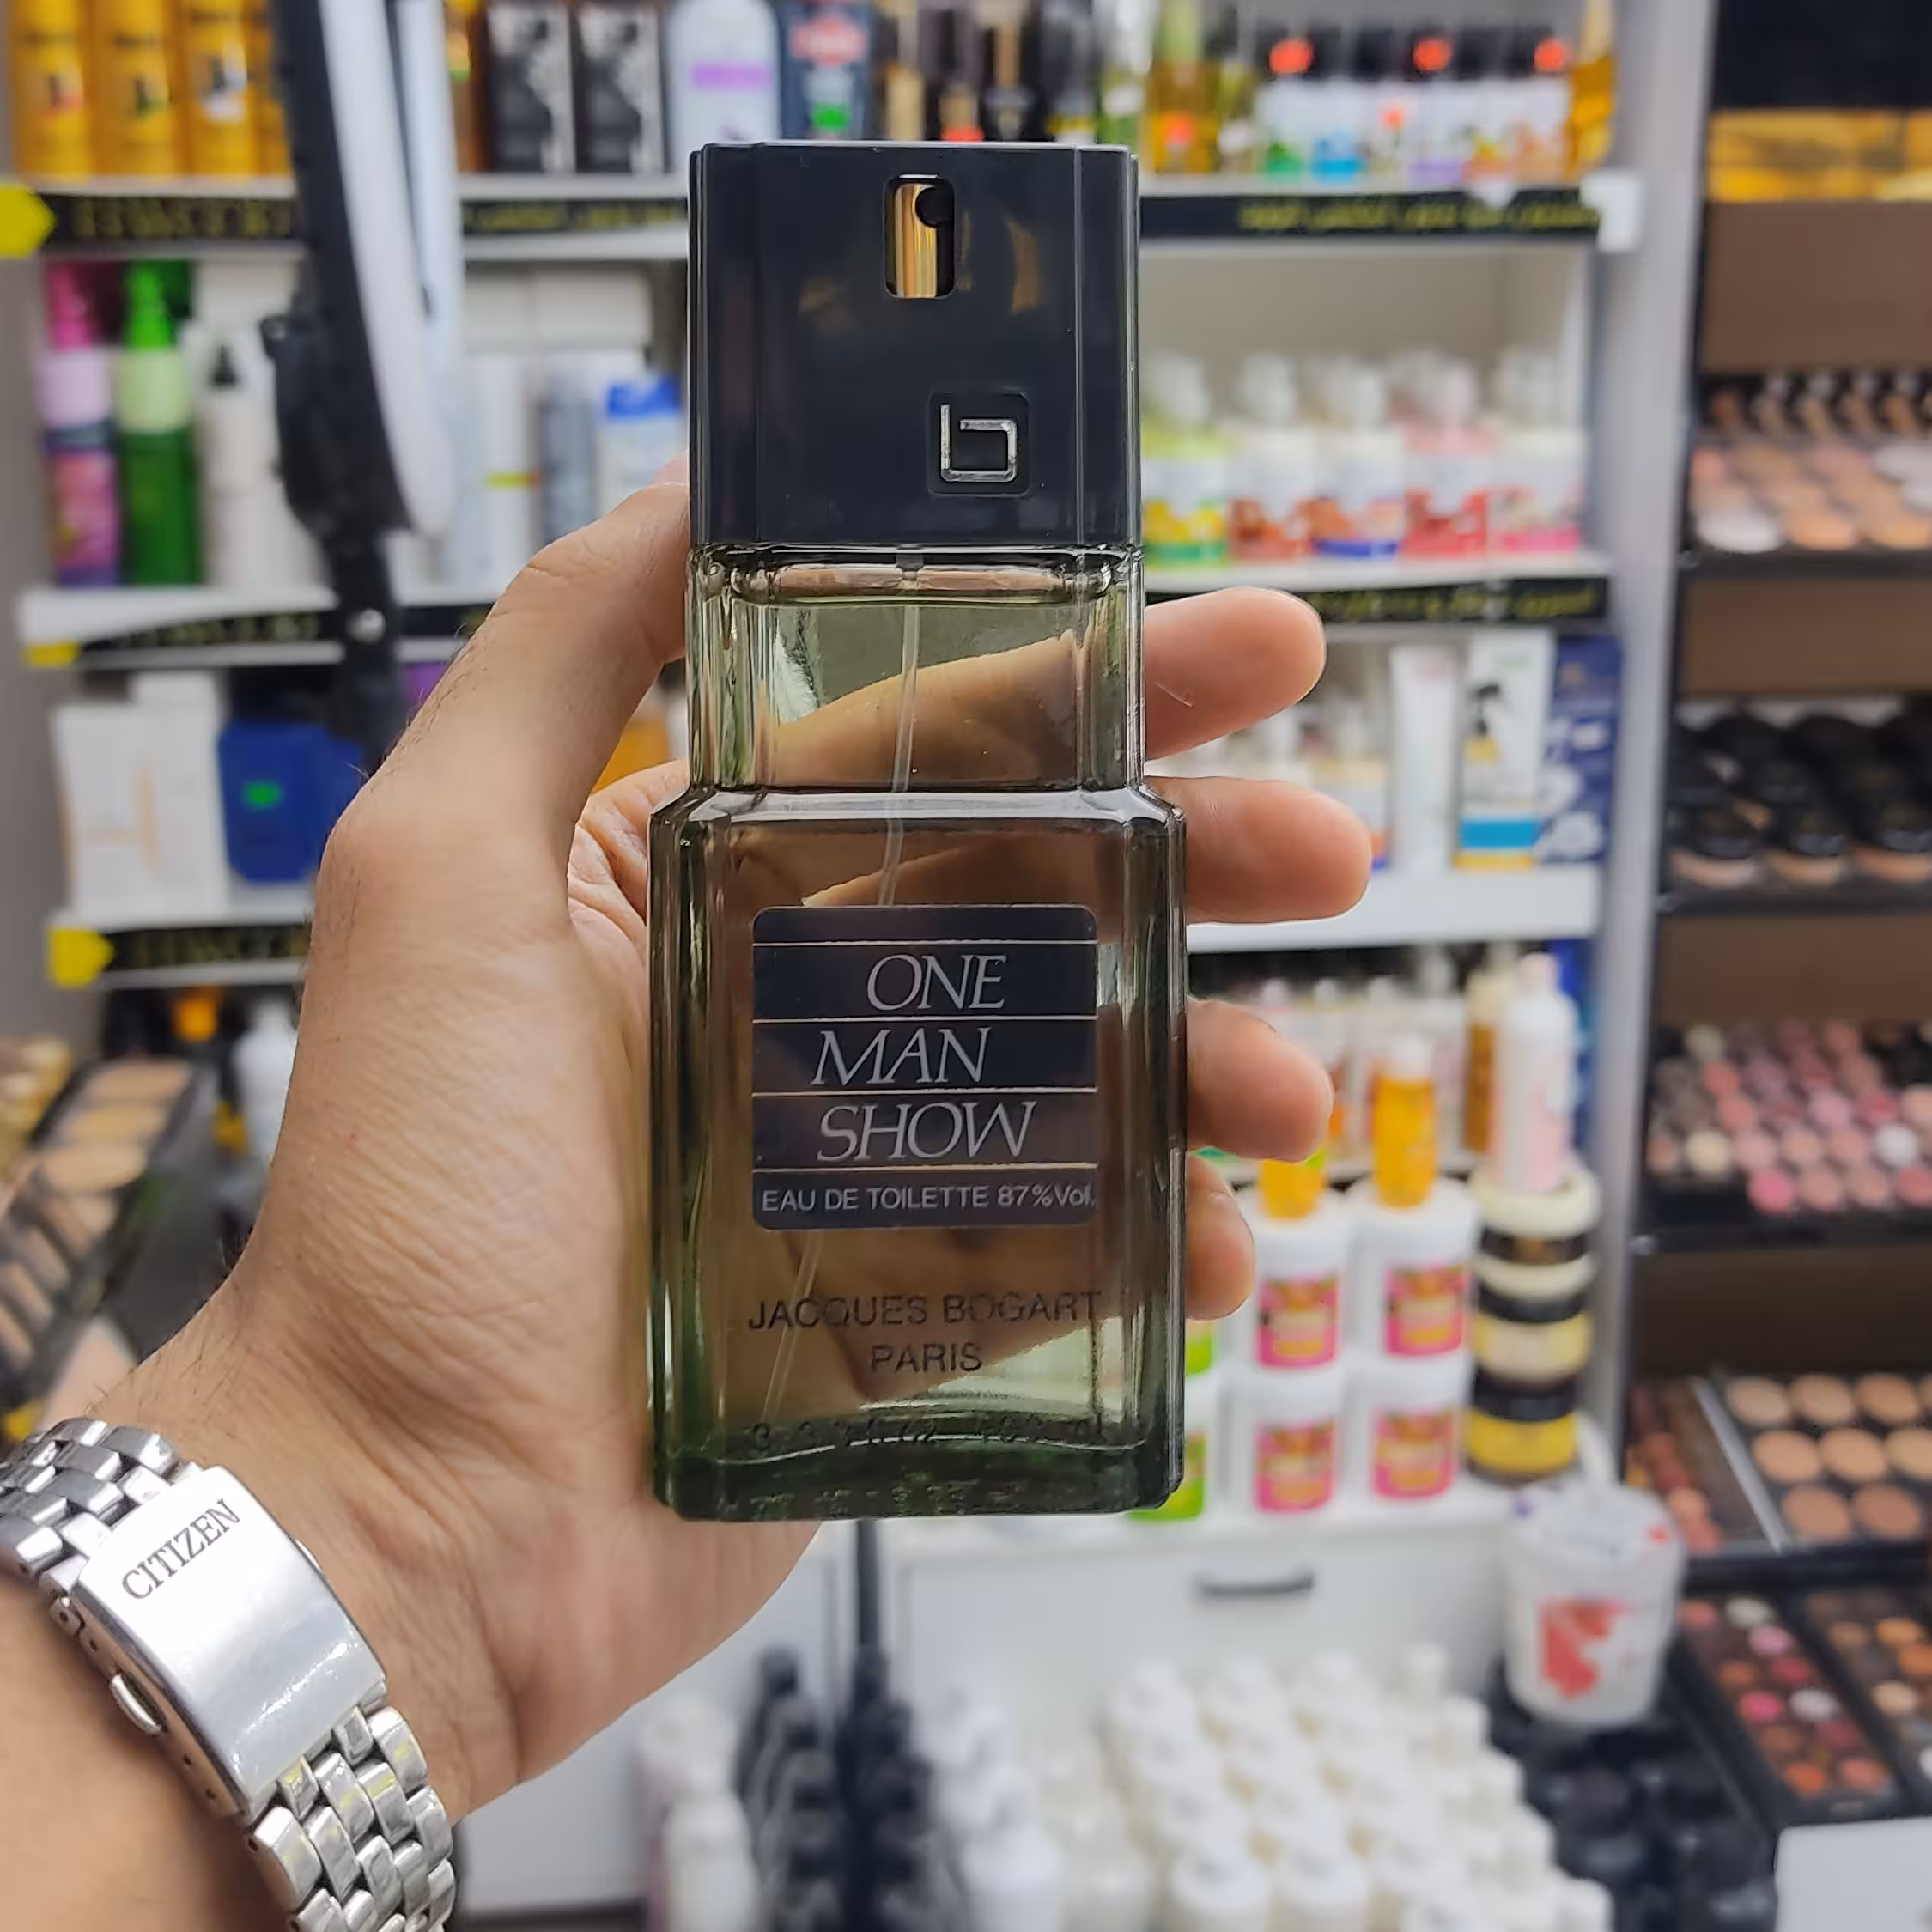 b
ONE
MAN
SHOW
EAU DE TOILETTE 87%Vol.
JACQUES BOGART
PARIS
CITIZEN